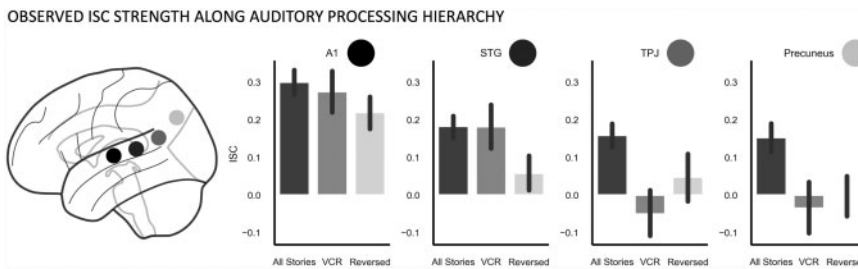 OBSERVED ISC STRENGTH ALONG AUDITORY PROCESSING HIERARCHY
A1
STG
TPJ
Precuneus
ISC
0.3
0.2
0.1
0.0
−0.1
All Stories VCR Reversed
0.3
0.2
0.1
0.0
−0.1
All Stories VCR Reversed
0.3
0.2
0.1
0.0
−0.1
All Stories VCR Reversed
0.3
0.2
0.1
0.0
−0.1
All Stories VCR Reversed